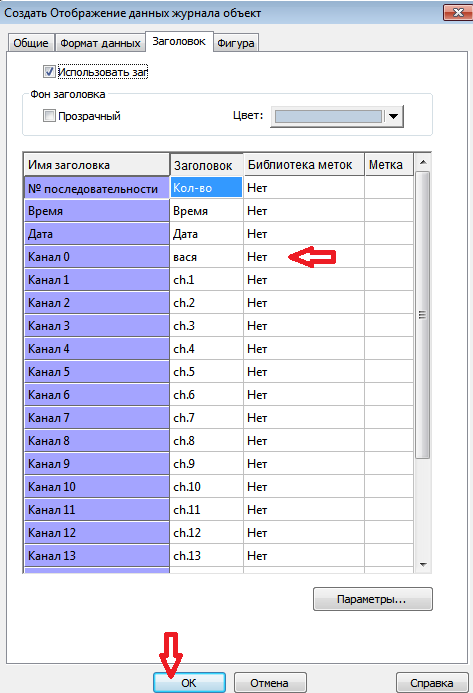 Создать Отображение данных журнала объект
Общие Формат данных Заголовок Фигура
Использовать заг
Фон заголовка
Прозрачный Цвет:
Имя заголовка Заголовок Библиотека меток Метка
№ последовательности Кол-во Нет
Время Время Нет
Дата Дата Нет
Канал 0 вася Нет
Канал 1 ch.1 Нет
Канал 2 ch.2 Нет
Канал 3 ch.3 Нет
Канал 4 ch.4 Нет
Канал 5 ch.5 Нет
Канал 6 ch.6 Нет
Канал 7 ch.7 Нет
Канал 8 ch.8 Нет
Канал 9 ch.9 Нет
Канал 10 ch.10 Нет
Канал 11 ch.11 Нет
Канал 12 ch.12 Нет
Канал 13 ch.13 Нет
Параметры...
OK Отмена Справка